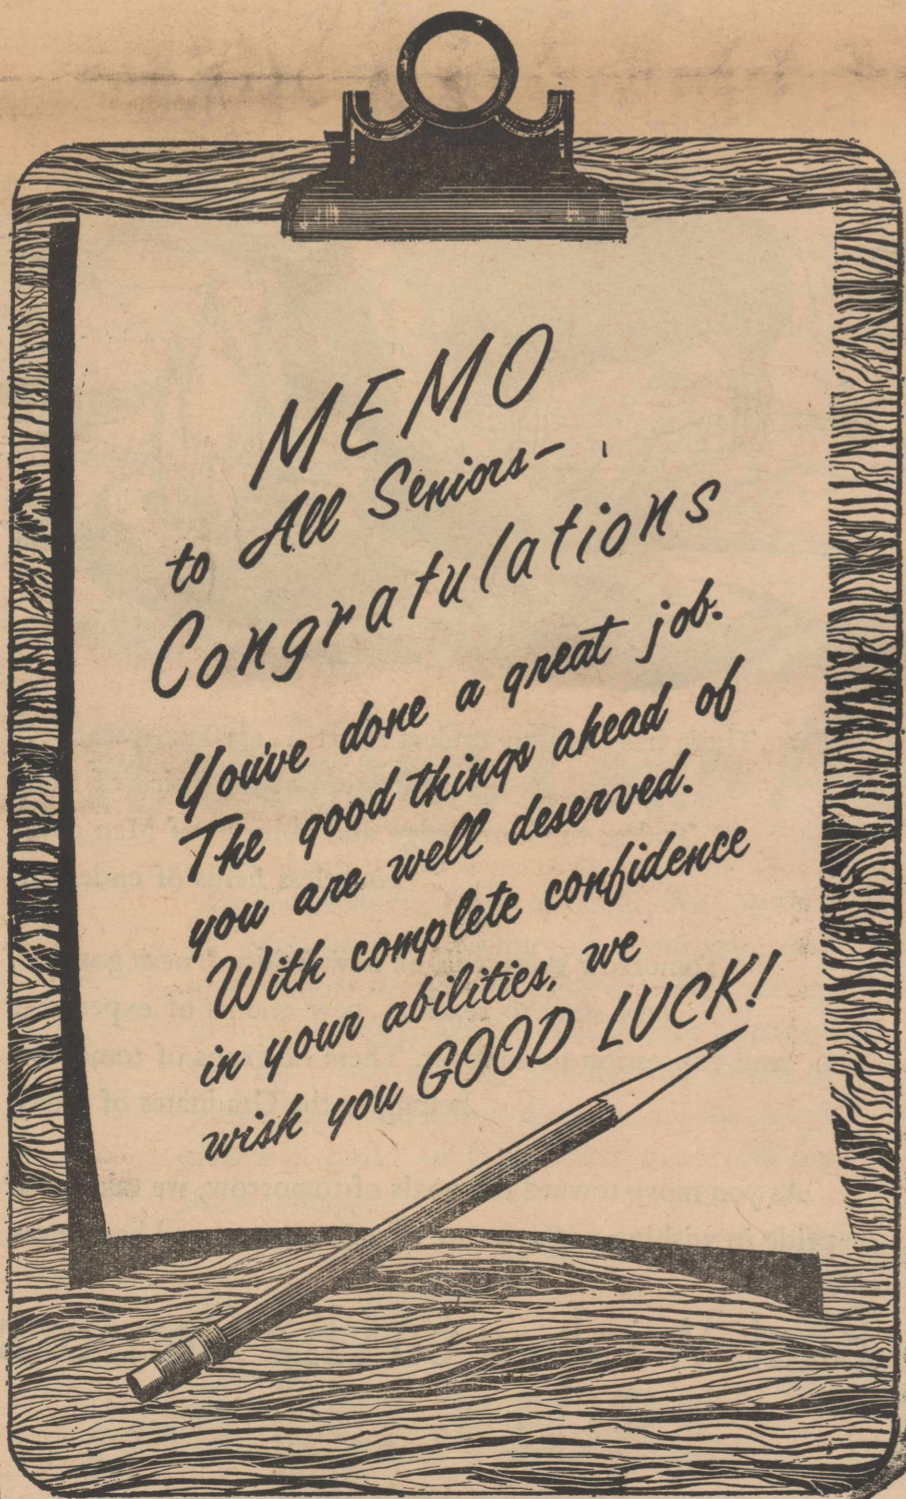 MEMO
to All Seniors-
Congratulations
You've done a great job.
The good things ahead of
you are well deserved.
With complete confidence
in your abilities, we
wish you GOOD LUCK!